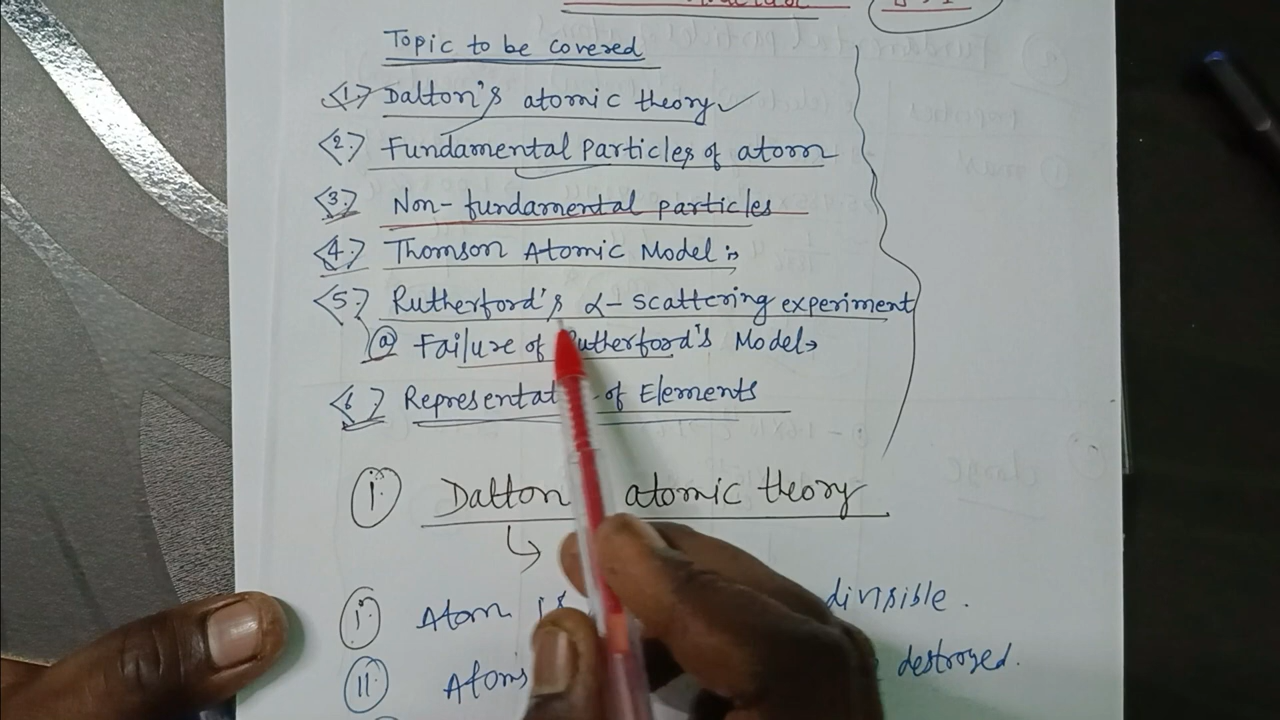 Topic to be covered
<1.> Dalton's atomic theory ✓
<2.> Fundamental Particles of atom
<3.> Non-fundamental particles
<4.> Thomson Atomic Model :-
<5.> Rutherford's α-scattering experiment
(a) Failure of Rutherford's Model→
<6> Representat of Elements
(i) Dalton atomic theory
(i) Atom is divisible.
(ii) Atoms destroyed.